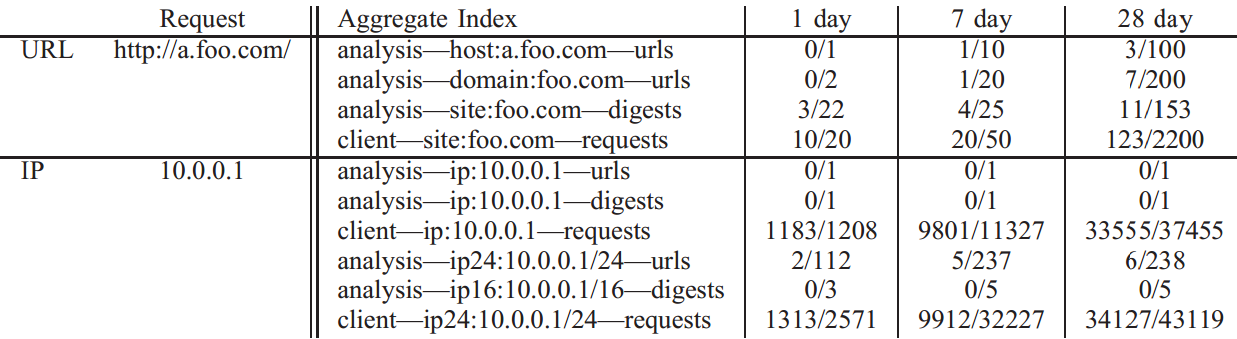 Request Aggregate Index 1 day 7 day 28 day
URL http://a.foo.com/ analysis—host:a.foo.com—urls 0/1 1/10 3/100
analysis—domain:foo.com—urls 0/2 1/20 7/200
analysis—site:foo.com—digests 3/22 4/25 11/153
client—site:foo.com—requests 10/20 20/50 123/2200
IP 10.0.0.1 analysis—ip:10.0.0.1—urls 0/1 0/1 0/1
analysis—ip:10.0.0.1—digests 0/1 0/1 0/1
client—ip:10.0.0.1—requests 1183/1208 9801/11327 33555/37455
analysis—ip24:10.0.0.1/24—urls 2/112 5/237 6/238
analysis—ip16:10.0.0.1/16—digests 0/3 0/5 0/5
client—ip24:10.0.0.1/24—requests 1313/2571 9912/32227 34127/43119